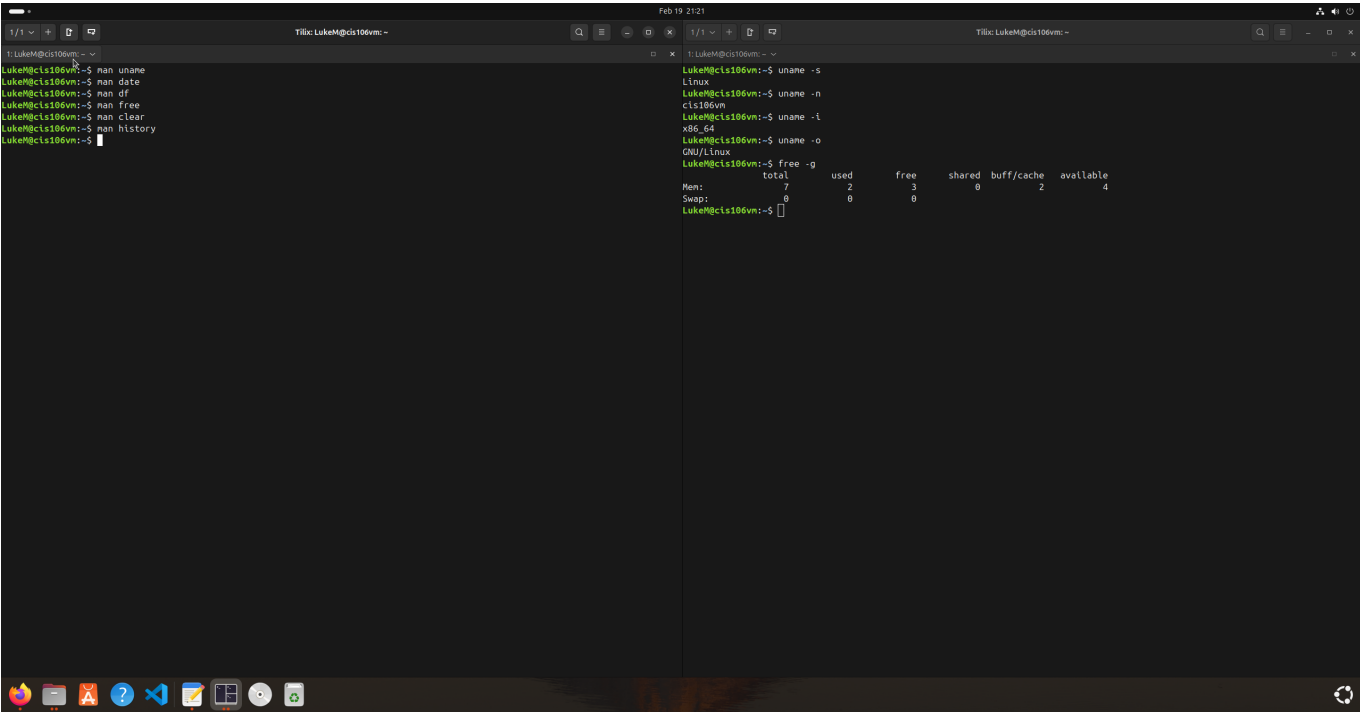 Feb 19 21:21
1/1
Tilix: LukeM@cis106vm: ~
1: LukeM@cis106vm: ~
LukeM@cis106vm:~$ man uname
LukeM@cis106vm:~$ man date
LukeM@cis106vm:~$ man df
LukeM@cis106vm:~$ man free
LukeM@cis106vm:~$ man clear
LukeM@cis106vm:~$ man history
LukeM@cis106vm:~$
1/1
Tilix: LukeM@cis106vm: ~
1: LukeM@cis106vm: ~
LukeM@cis106vm:~$ uname -s
Linux
LukeM@cis106vm:~$ uname -n
cis106vm
LukeM@cis106vm:~$ uname -i
x86_64
LukeM@cis106vm:~$ uname -o
GNU/Linux
LukeM@cis106vm:~$ free -g
total used free shared buff/cache available
Mem: 7 2 3 0 2 4
Swap: 0 0 0
LukeM@cis106vm:~$